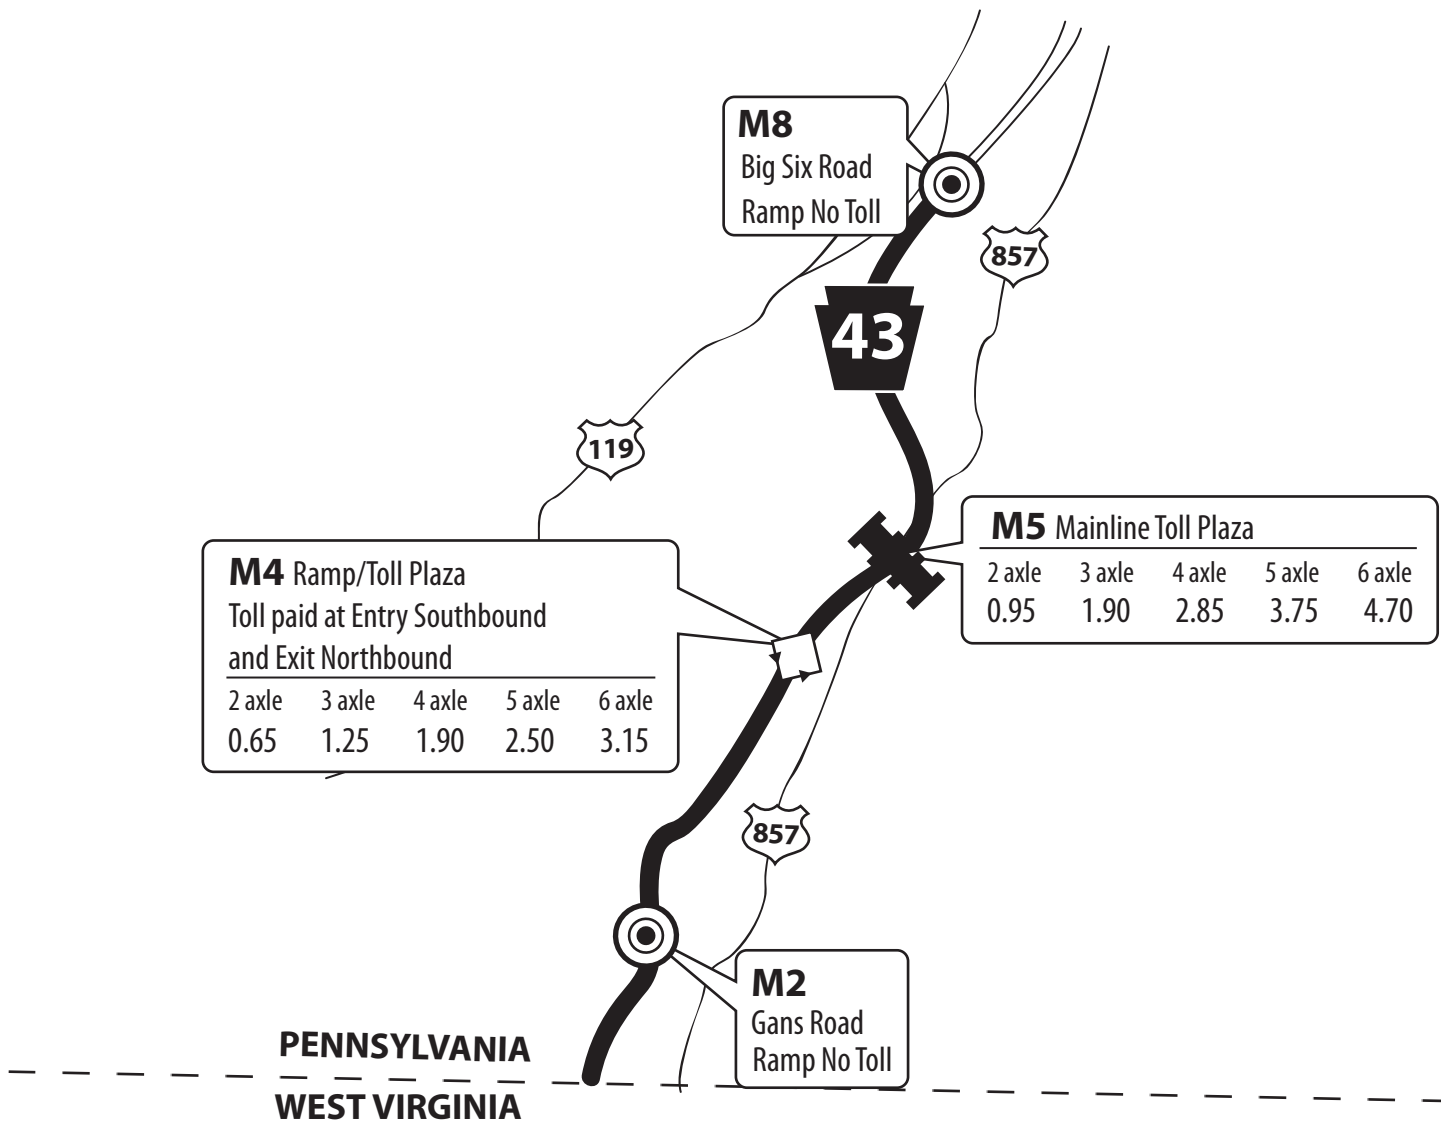 M8
Big Six Road
Ramp No Toll
857
43
119
M5 Mainline Toll Plaza
2 axle 3 axle 4 axle 5 axle 6 axle
0.95 1.90 2.85 3.75 4.70
M4 Ramp/Toll Plaza
Toll paid at Entry Southbound
and Exit Northbound
2 axle 3 axle 4 axle 5 axle 6 axle
0.65 1.25 1.90 2.50 3.15
857
M2
Gans Road
Ramp No Toll
PENNSYLVANIA
WEST VIRGINIA